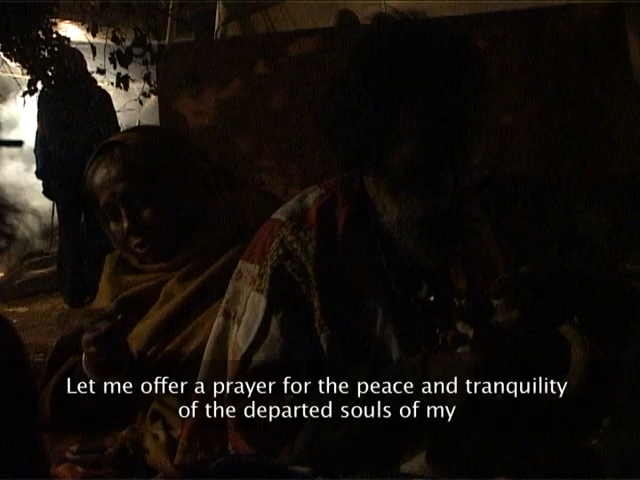 Let me offer a prayer for the peace and tranquility
of the departed souls of my